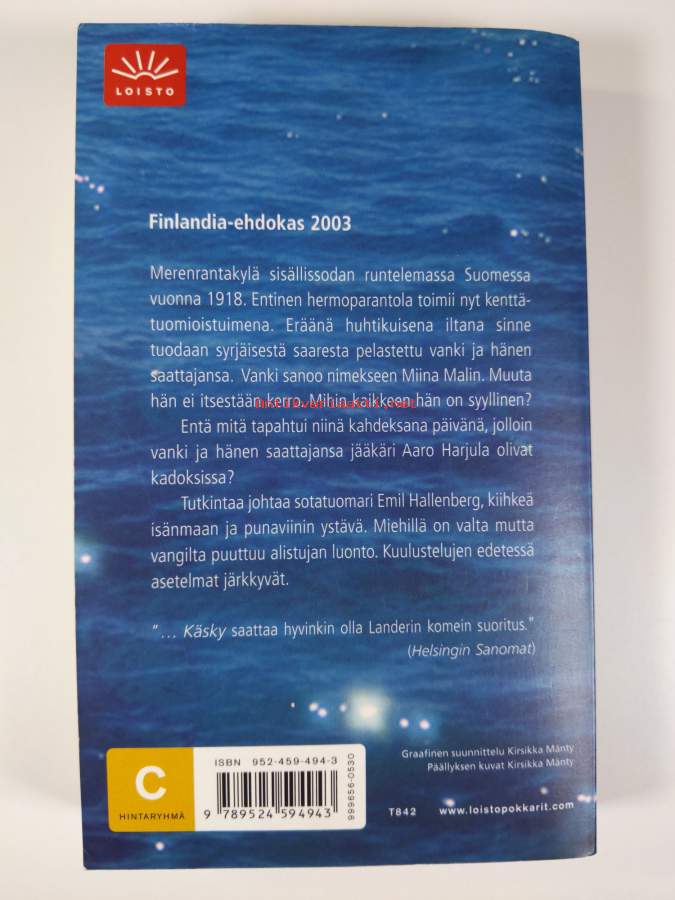 LOISTO
Finlandia-ehdokas 2003
Merenrantakylä sisällissodan runtelemassa Suomessa
vuonna 1918. Entinen hermoparantola toimii nyt kenttä-
tuomioistuimena. Eräänä huhtikuisena iltana sinne
tuodaan syrjäisestä saaresta pelastettu vanki ja hänen
saattajansa. Vanki sanoo nimekseen Miina Malin. Muuta
hän ei itsestään kerro. Mihin kaikkeen hän on syyllinen?
Entä mitä tapahtui niinä kahdeksana päivänä, jolloin
vanki ja hänen saattajansa jääkäri Aaro Harjula olivat
kadoksissa?
Tutkintaa johtaa sotatuomari Emil Hallenberg, kiihkeä
isänmaan ja punaviinin ystävä. Miehillä on valta mutta
vangilta puuttuu alistujan luonto. Kuulustelujen edetessä
asetelmat järkkyvät.
"... Käsky saattaa hyvinkin olla Landerin komein suoritus."
(Helsingin Sanomat)
Graafinen suunnittelu Kirsikka Mänty
Päällyksen kuvat Kirsikka Mänty
T842 www.loistopokkarit.com
C
HINTARYHMÄ
ISBN 952-459-494-3
9 789524 594943
999656-0530